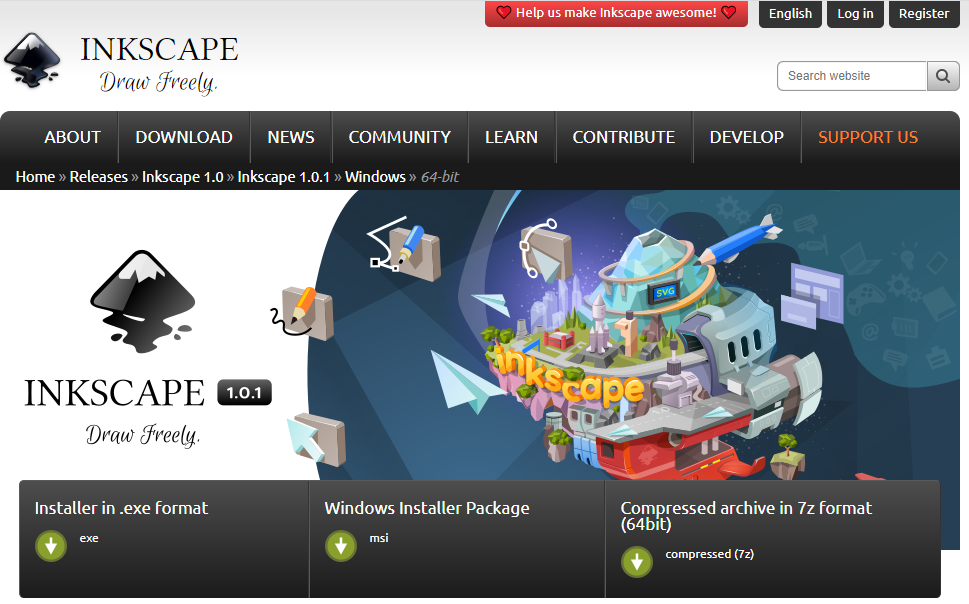 Help us make Inkscape awesome!
English
Log in
Register
INKSCAPE
Draw Freely.
Search website
ABOUT
DOWNLOAD
NEWS
COMMUNITY
LEARN
CONTRIBUTE
DEVELOP
SUPPORT US
Home » Releases » Inkscape 1.0 » Inkscape 1.0.1 » Windows » 64-bit
SVG
inkscape
INKSCAPE 1.0.1
Draw Freely.
Installer in .exe format
exe
Windows Installer Package
msi
Compressed archive in 7z format
(64bit)
compressed (7z)